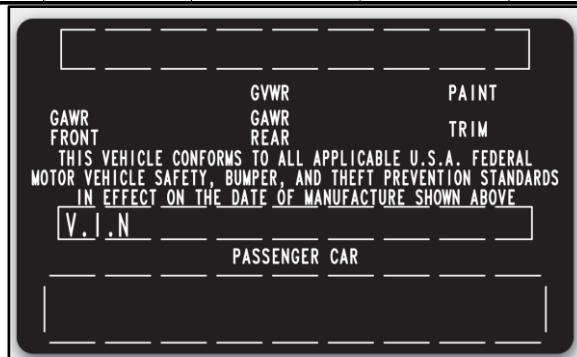 GVWR PAINT
GAWR FRONT GAWR REAR TRIM
THIS VEHICLE CONFORMS TO ALL APPLICABLE U.S.A. FEDERAL
MOTOR VEHICLE SAFETY, BUMPER, AND THEFT PREVENTION STANDARDS
IN EFFECT ON THE DATE OF MANUFACTURE SHOWN ABOVE
V.I.N
PASSENGER CAR